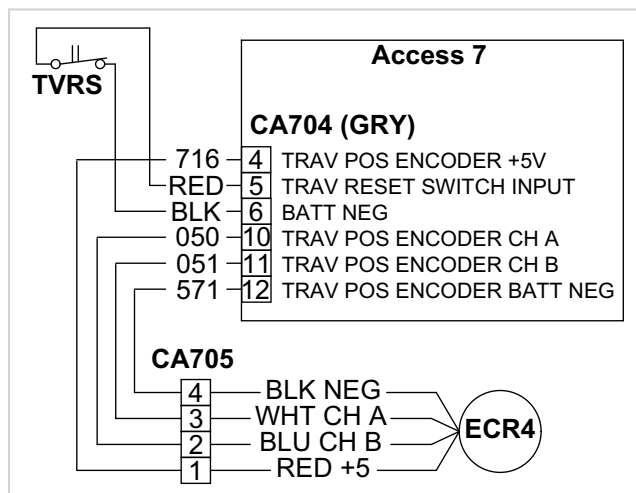 Access 7
TVRS
CA704 (GRY)
716 4 TRAV POS ENCODER +5V
RED 5 TRAV RESET SWITCH INPUT
BLK 6 BATT NEG
050 10 TRAV POS ENCODER CH A
051 11 TRAV POS ENCODER CH B
571 12 TRAV POS ENCODER BATT NEG
CA705
4 BLK NEG
3 WHT CH A
2 BLU CH B
1 RED +5
ECR4